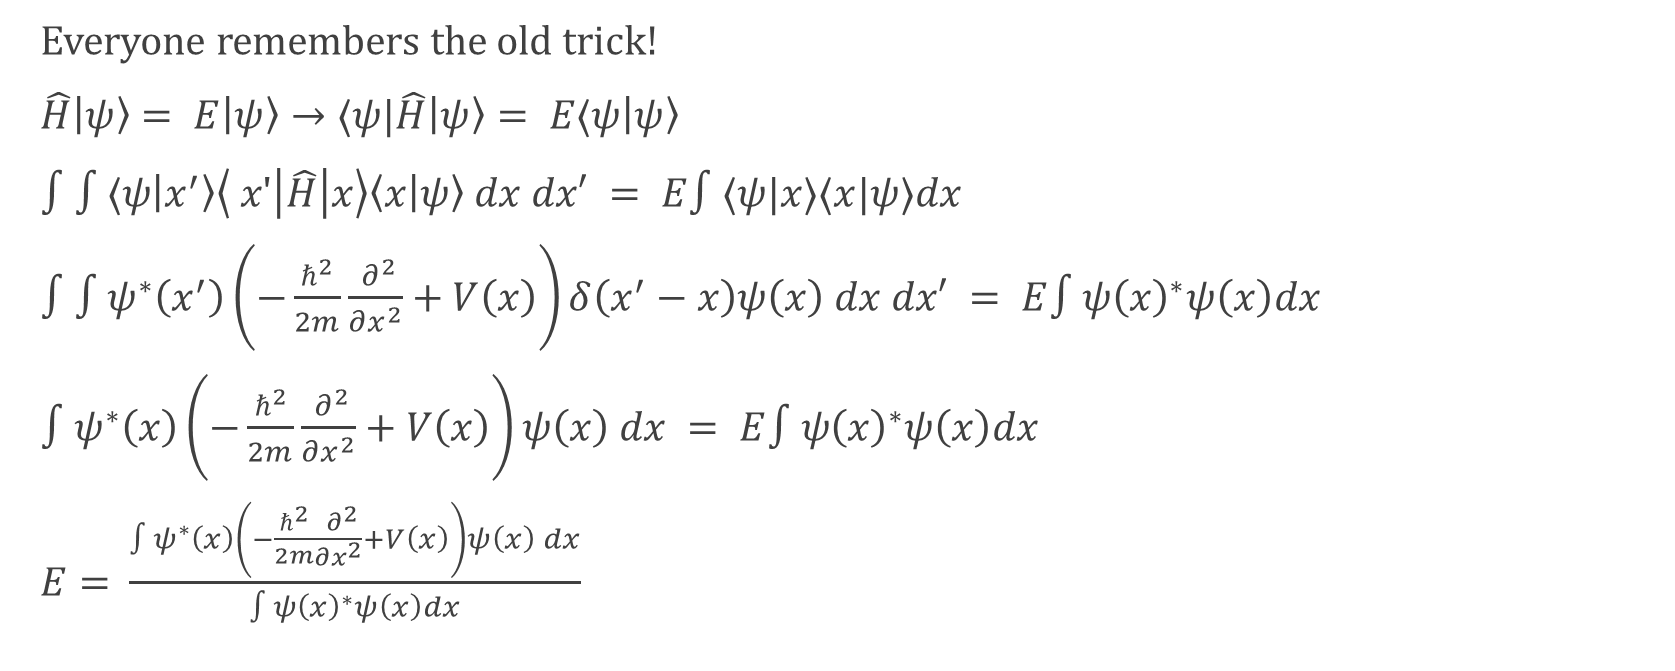 Everyone remembers the old trick!
Ĥ|ψ⟩ = E|ψ⟩ → ⟨ψ|Ĥ|ψ⟩ = E⟨ψ|ψ⟩
∫ ∫ ⟨ψ|x′⟩⟨ x'|Ĥ|x⟩⟨x|ψ⟩ dx dx′ = E∫ ⟨ψ|x⟩⟨x|ψ⟩dx
∫ ∫ ψ*(x′)(−ℏ²/2m ∂²/∂x² + V(x)) δ(x′ − x)ψ(x) dx dx′ = E∫ ψ(x)*ψ(x)dx
∫ ψ*(x)(−ℏ²/2m ∂²/∂x² + V(x)) ψ(x) dx = E∫ ψ(x)*ψ(x)dx
E = ∫ ψ*(x)(−ℏ² ∂²/2m∂x²+V(x))ψ(x) dx / ∫ ψ(x)*ψ(x)dx